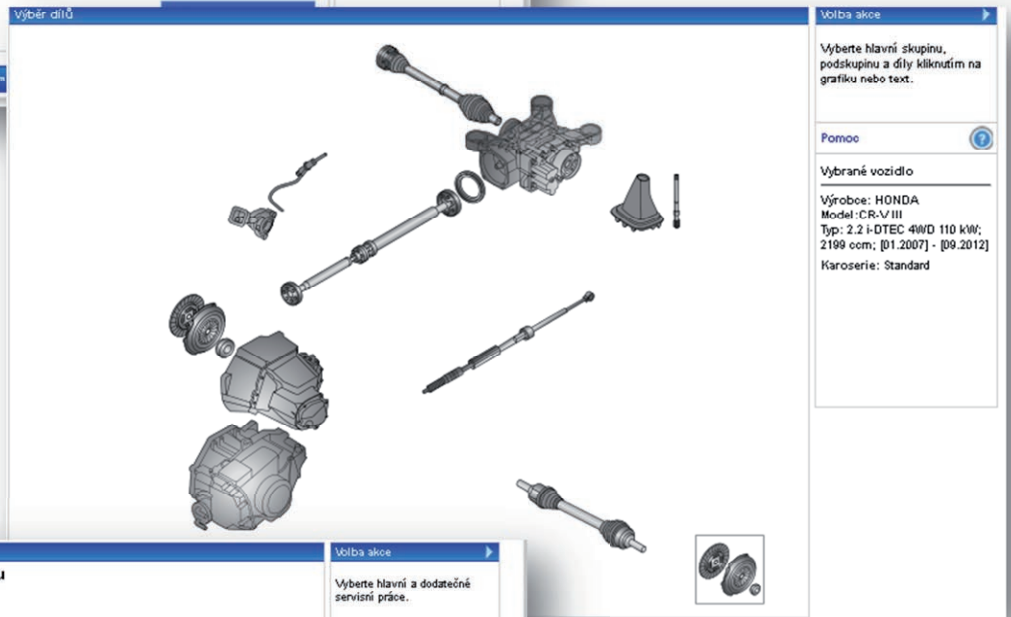 Výběr dílů
Volba akce
Vyberte hlavní skupinu,
podskupinu a díly kliknutím na
grafiku nebo text.
Pomoc
?
Vybrané vozidlo
Výrobce: HONDA
Model:CR-V III
Typ: 2.2 i-DTEC 4WD 110 kW;
2199 ccm; [01.2007] - [09.2012]
Karoserie: Standard
Volba akce
Vyberte hlavní a dodatečné
servisní práce.